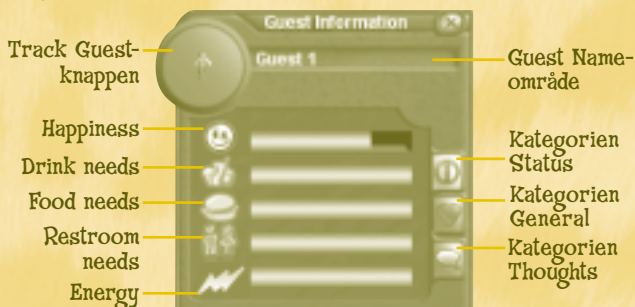 Guest Information
Track Guest-
knappen
Guest 1
Guest Name-
område
Happiness
Drink needs
Food needs
Restroom
needs
Energy
Kategorien
Status
Kategorien
General
Kategorien
Thoughts